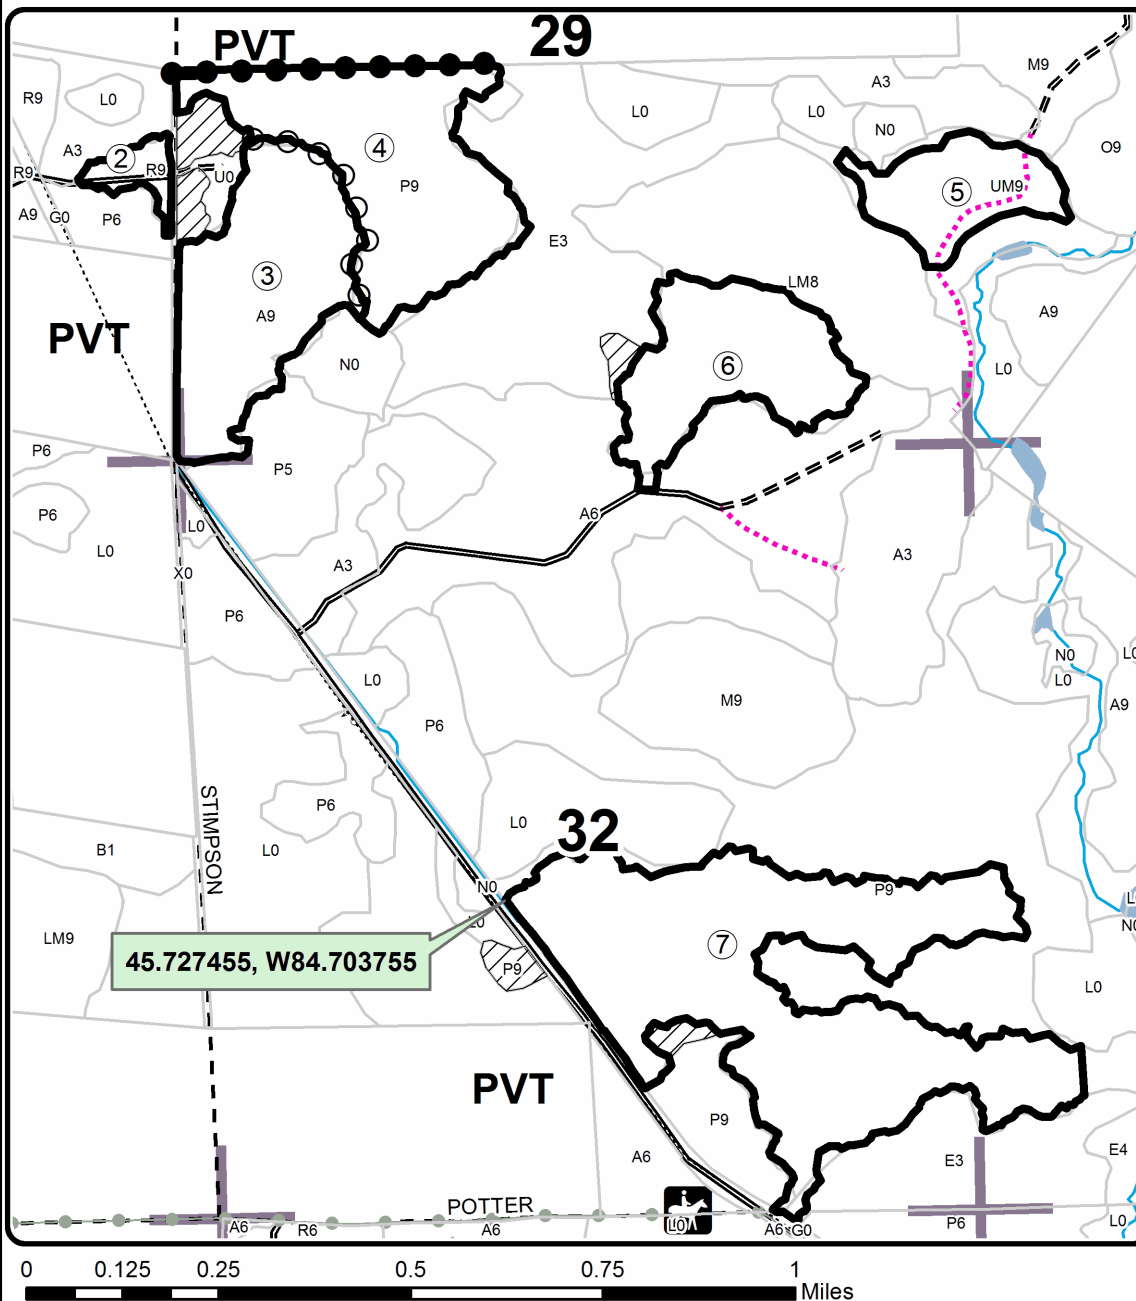 PVT 29
M9
R9 L0 L0 L0 A3
N0
A3 2 R9 4 O9
R9 U0 P9 5 UM9
A9 G0 P6 E3
3 LM8
A9 A9
PVT N0 6 L0
P6 P5
P6 L0 A6
L0 X0 A3 A3
P6
N0 L0
L0 L0
P6 M9 A9
STIMPSON
P6
B1 L0 L0 32
N0 P9
L0
LM9 7
45.727455, W84.703755
P9 L0
N0
PVT
P9
A6 E3 E4
POTTER
L0
A6 R6 A6 A6 G0 P6 L0
0 0.125 0.25 0.5 0.75 1
Miles